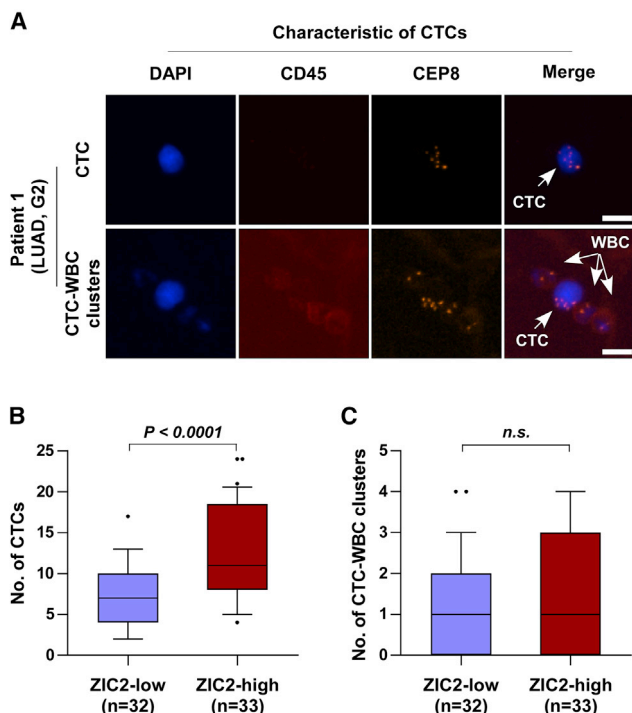 A
Characteristic of CTCs
DAPI CD45 CEP8 Merge
Patient 1
(LUAD, G2)
CTC
CTC
CTC-WBC
clusters
WBC
CTC
B
P < 0.0001
No. of CTCs
25
20
15
10
5
0
ZIC2-low
(n=32)
ZIC2-high
(n=33)
C
n.s.
No. of CTC-WBC clusters
5
4
3
2
1
0
ZIC2-low
(n=32)
ZIC2-high
(n=33)